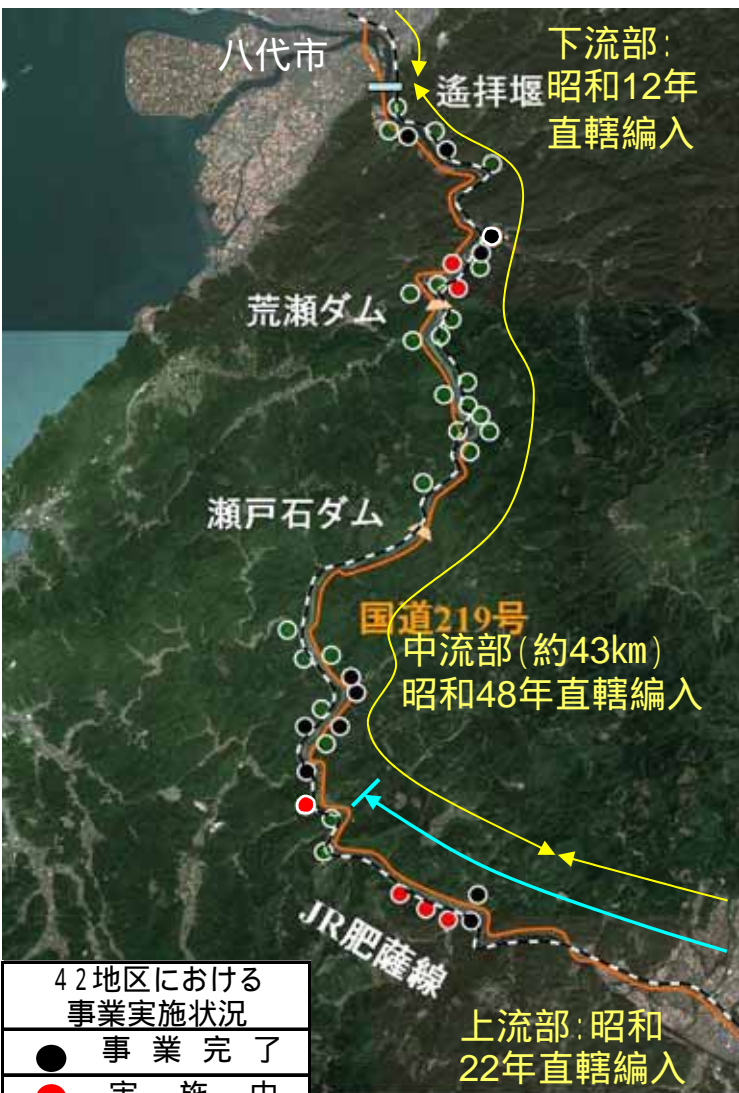 八代市
下流部:
昭和12年
直轄編入
遙拝堰
荒瀬ダム
瀬戸石ダム
国道219号
中流部(約43km)
昭和48年直轄編入
JR肥薩線
上流部:昭和
22年直轄編入
42地区における
事業実施状況
事業完了
実施中